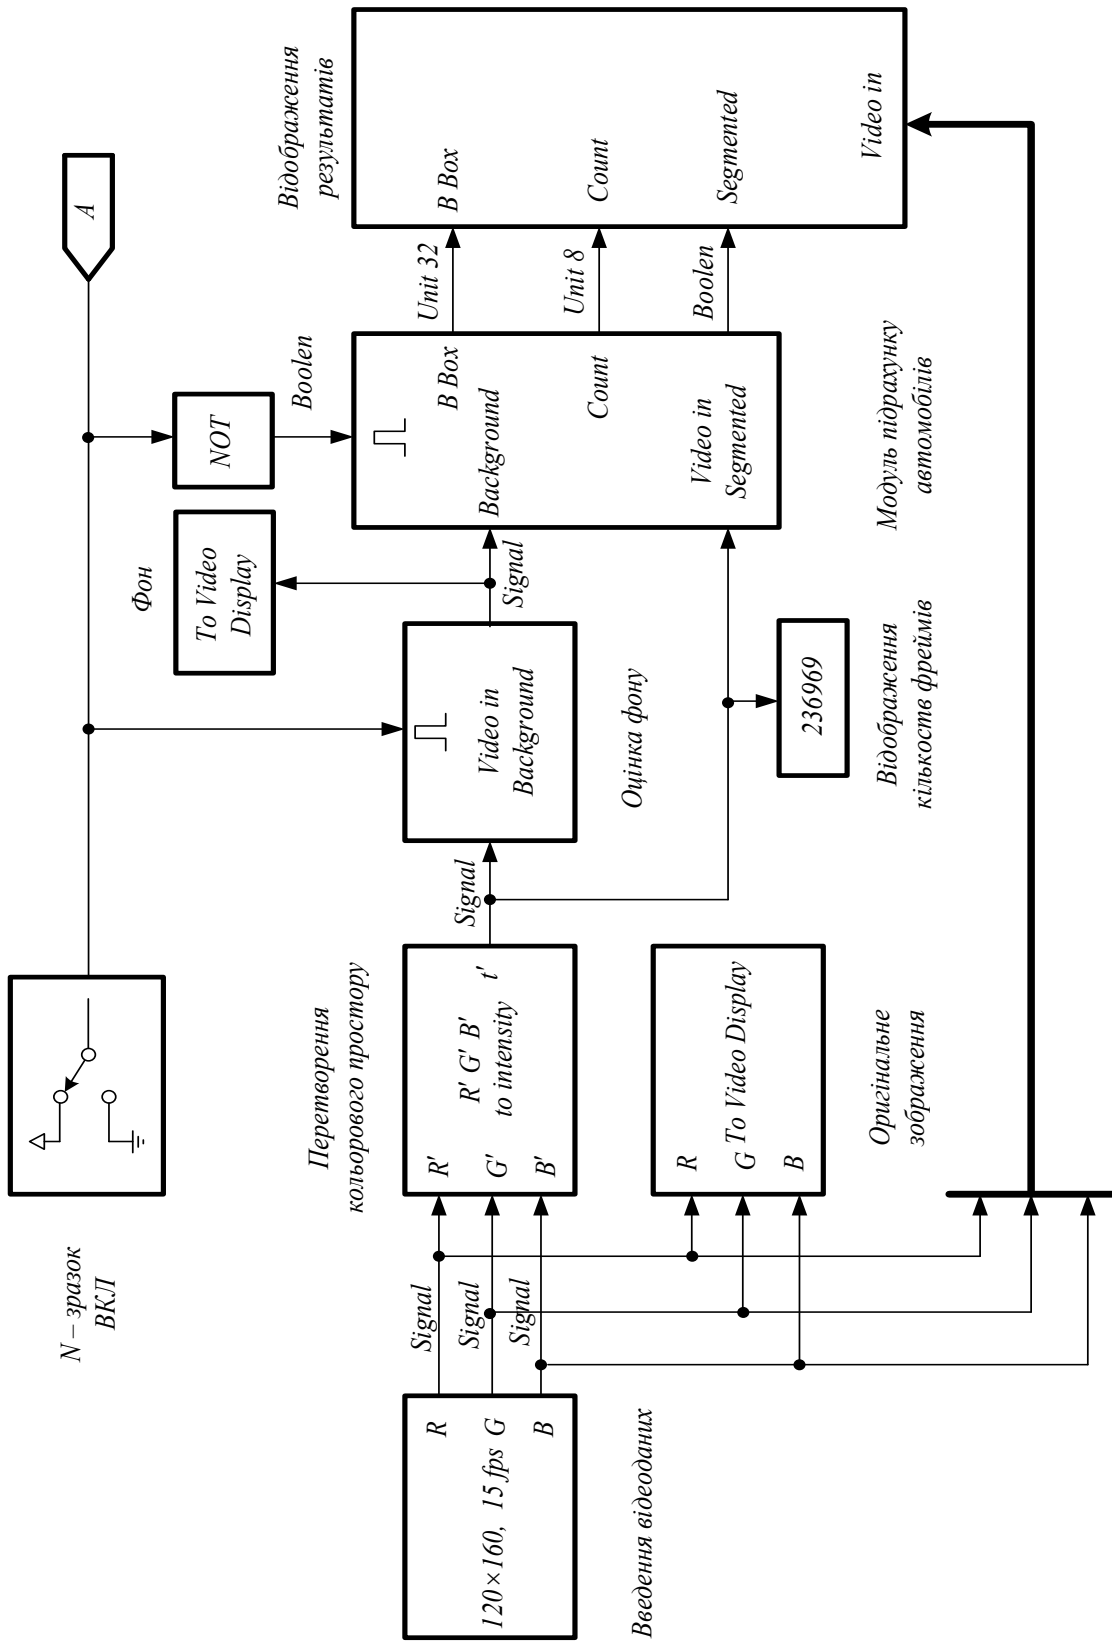 N – зразок
ВКЛ
A
Перетворення
кольорового простору
Фон
To Video
Display
NOT
Boolen
Відображення
результатів
120×160, 15 fps
R
G
B
Введення відеоданих
Signal
Signal
Signal
R'
G'
B'
R' G' B'
to intensity
t'
Signal
Video in
Background
Оцінка фону
Signal
Background
B Box
Count
Video in
Segmented
Модуль підрахунку
автомобілів
Unit 32
Unit 8
Boolen
B Box
Count
Segmented
Video in
R
G
B
To Video Display
Оригінальне
зображення
236969
Відображення
кількоств фреймів